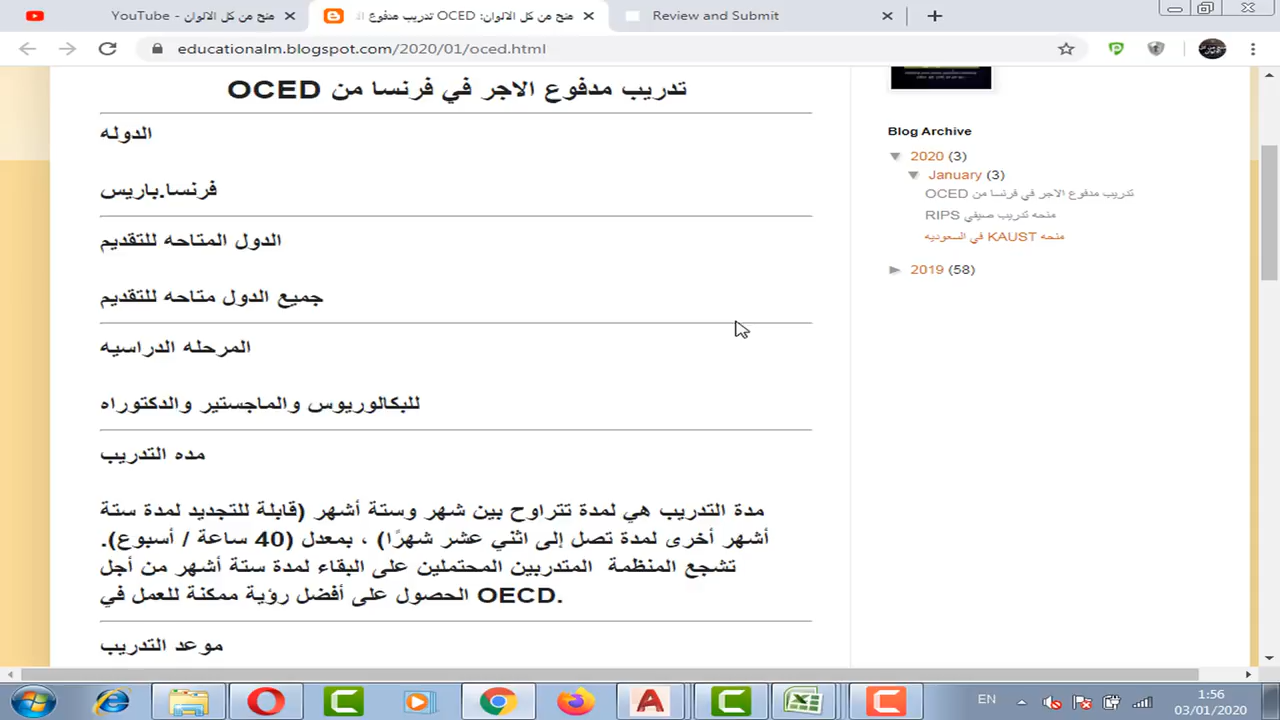 منح من كل الالوان - YouTube
منح من كل الالوان: OCED تدريب مدفوع ا
Review and Submit
educationalm.blogspot.com/2020/01/oced.html
تدريب مدفوع الاجر في فرنسا من OCED
الدوله
فرنسا.باريس
الدول المتاحه للتقديم
جميع الدول متاحه للتقديم
المرحله الدراسيه
للبكالوريوس والماجستير والدكتوراه
مده التدريب
مدة التدريب هي لمدة تتراوح بين شهر وستة أشهر (قابلة للتجديد لمدة ستة
أشهر أخرى لمدة تصل إلى اثني عشر شهرًا) ، بمعدل (40 ساعة / أسبوع).
تشجع المنظمة المتدربين المحتملين على البقاء لمدة ستة أشهر من أجل
الحصول على أفضل رؤية ممكنة للعمل في OECD.
موعد التدريب
Blog Archive
2020 (3)
January (3)
تدريب مدفوع الاجر في فرنسا من OCED
منحه تدريب صيفي RIPS
منحه KAUST في السعوديه
2019 (58)
EN
1:56
03/01/2020